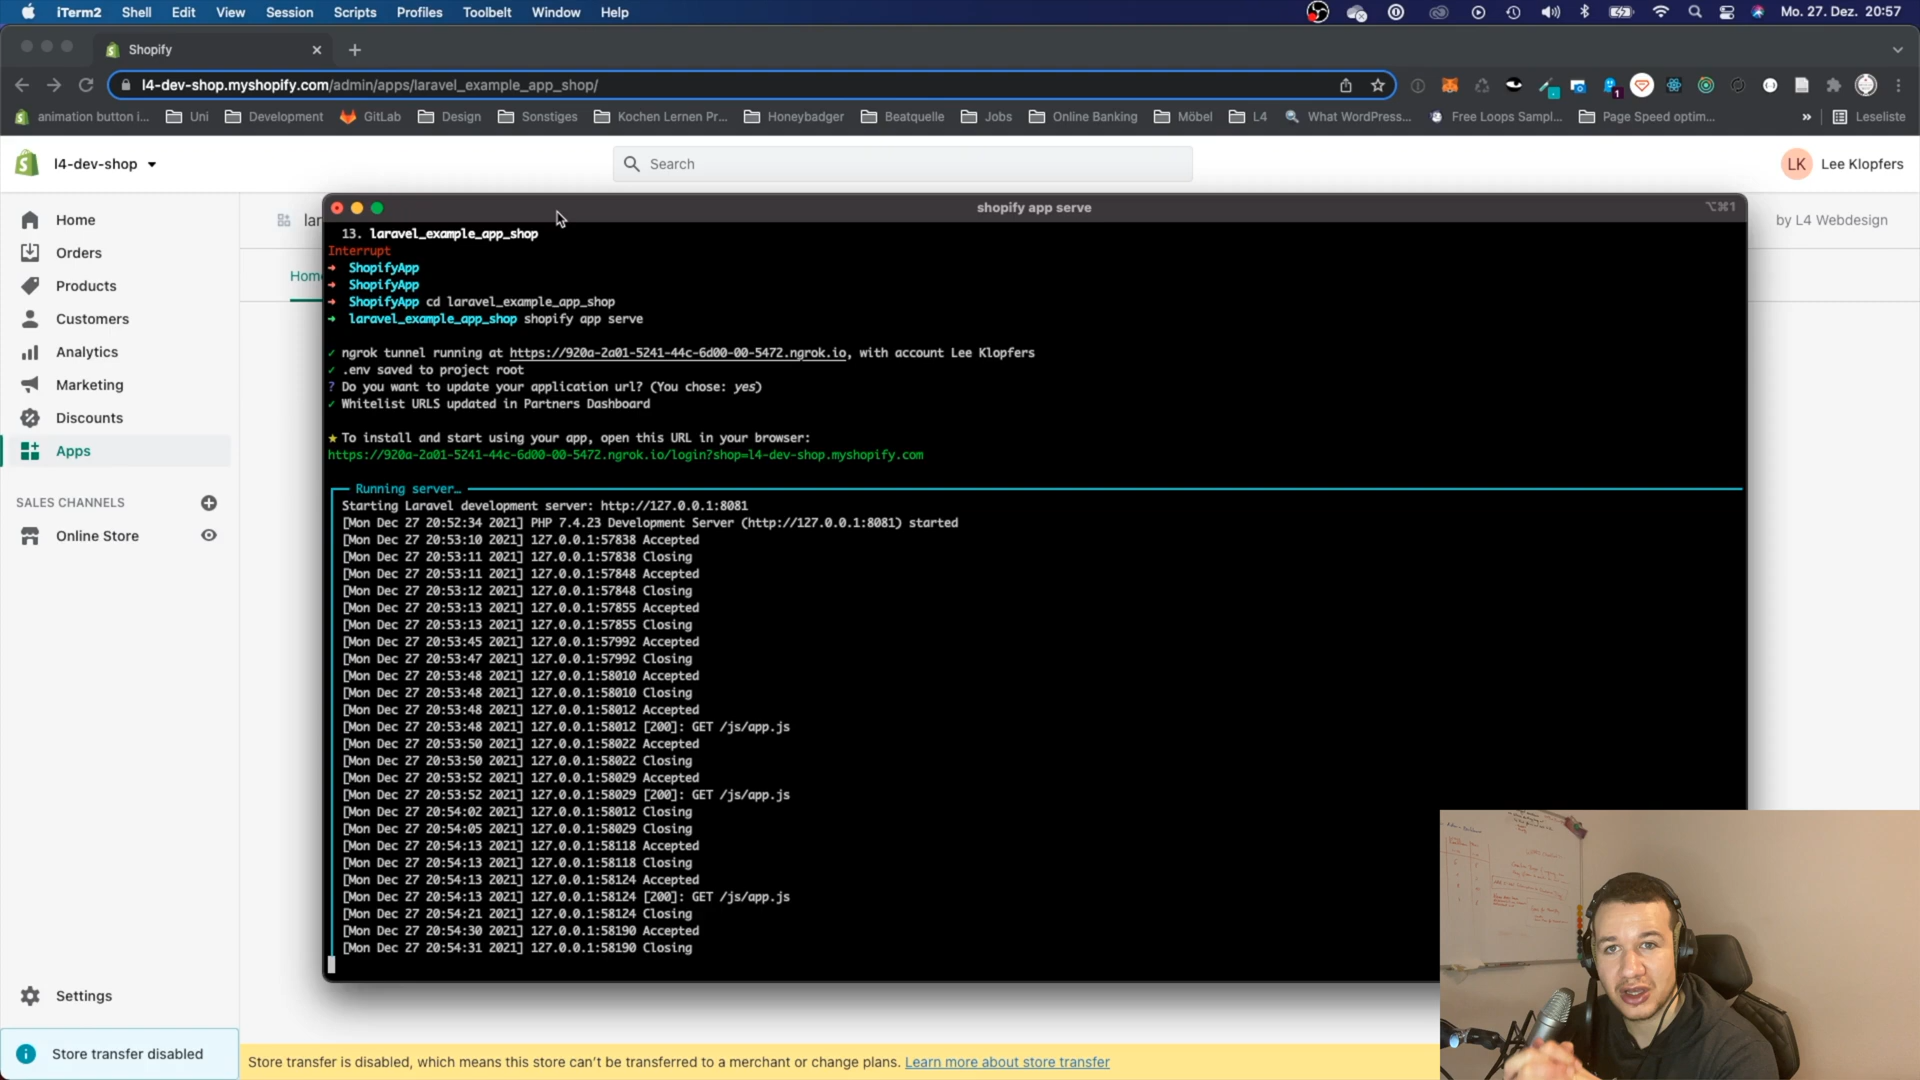 iTerm2 Shell Edit View Session Scripts Profiles Toolbelt Window Help Mo. 27. Dez. 20:57
Shopify
l4-dev-shop.myshopify.com/admin/apps/laravel_example_app_shop/
1
animation button i... Uni Development GitLab Design Sonstiges Kochen Lernen Pr... Honeybadger Beatquelle Jobs Online Banking Möbel L4 What WordPress... Free Loops Sampl... Page Speed optim... » Leseliste
l4-dev-shop
Search
LK Lee Klopfers
Home
Orders
Products
Customers
Analytics
Marketing
Discounts
Apps
SALES CHANNELS
Online Store
Settings
Store transfer disabled
lar
by L4 Webdesign
Hom
shopify app serve
⌥⌘1
13. laravel_example_app_shop
Interrupt
→ ShopifyApp
→ ShopifyApp
→ ShopifyApp cd laravel_example_app_shop
→ laravel_example_app_shop shopify app serve
✓ ngrok tunnel running at https://920a-2a01-5241-44c-6d00-00-5472.ngrok.io, with account Lee Klopfers
✓ .env saved to project root
? Do you want to update your application url? (You chose: yes)
✓ Whitelist URLS updated in Partners Dashboard
★ To install and start using your app, open this URL in your browser:
https://920a-2a01-5241-44c-6d00-00-5472.ngrok.io/login?shop=l4-dev-shop.myshopify.com
Running server…
Starting Laravel development server: http://127.0.0.1:8081
[Mon Dec 27 20:52:34 2021] PHP 7.4.23 Development Server (http://127.0.0.1:8081) started
[Mon Dec 27 20:53:10 2021] 127.0.0.1:57838 Accepted
[Mon Dec 27 20:53:11 2021] 127.0.0.1:57838 Closing
[Mon Dec 27 20:53:11 2021] 127.0.0.1:57848 Accepted
[Mon Dec 27 20:53:12 2021] 127.0.0.1:57848 Closing
[Mon Dec 27 20:53:13 2021] 127.0.0.1:57855 Accepted
[Mon Dec 27 20:53:13 2021] 127.0.0.1:57855 Closing
[Mon Dec 27 20:53:45 2021] 127.0.0.1:57992 Accepted
[Mon Dec 27 20:53:47 2021] 127.0.0.1:57992 Closing
[Mon Dec 27 20:53:48 2021] 127.0.0.1:58010 Accepted
[Mon Dec 27 20:53:48 2021] 127.0.0.1:58010 Closing
[Mon Dec 27 20:53:48 2021] 127.0.0.1:58012 Accepted
[Mon Dec 27 20:53:48 2021] 127.0.0.1:58012 [200]: GET /js/app.js
[Mon Dec 27 20:53:50 2021] 127.0.0.1:58022 Accepted
[Mon Dec 27 20:53:50 2021] 127.0.0.1:58022 Closing
[Mon Dec 27 20:53:52 2021] 127.0.0.1:58029 Accepted
[Mon Dec 27 20:53:52 2021] 127.0.0.1:58029 [200]: GET /js/app.js
[Mon Dec 27 20:54:02 2021] 127.0.0.1:58012 Closing
[Mon Dec 27 20:54:05 2021] 127.0.0.1:58029 Closing
[Mon Dec 27 20:54:13 2021] 127.0.0.1:58118 Accepted
[Mon Dec 27 20:54:13 2021] 127.0.0.1:58118 Closing
[Mon Dec 27 20:54:13 2021] 127.0.0.1:58124 Accepted
[Mon Dec 27 20:54:13 2021] 127.0.0.1:58124 [200]: GET /js/app.js
[Mon Dec 27 20:54:21 2021] 127.0.0.1:58124 Closing
[Mon Dec 27 20:54:30 2021] 127.0.0.1:58190 Accepted
[Mon Dec 27 20:54:31 2021] 127.0.0.1:58190 Closing
Store transfer is disabled, which means this store can't be transferred to a merchant or change plans. Learn more about store transfer